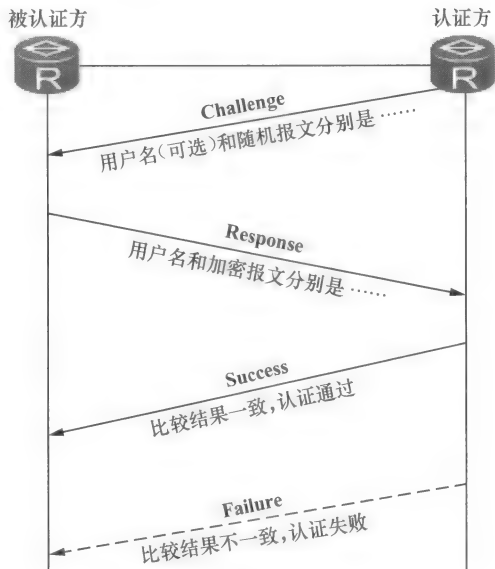 被认证方
认证方
R
R
Challenge
用户名(可选)和随机报文分别是……
Response
用户名和加密报文分别是……
Success
比较结果一致,认证通过
Failure
比较结果不一致,认证失败